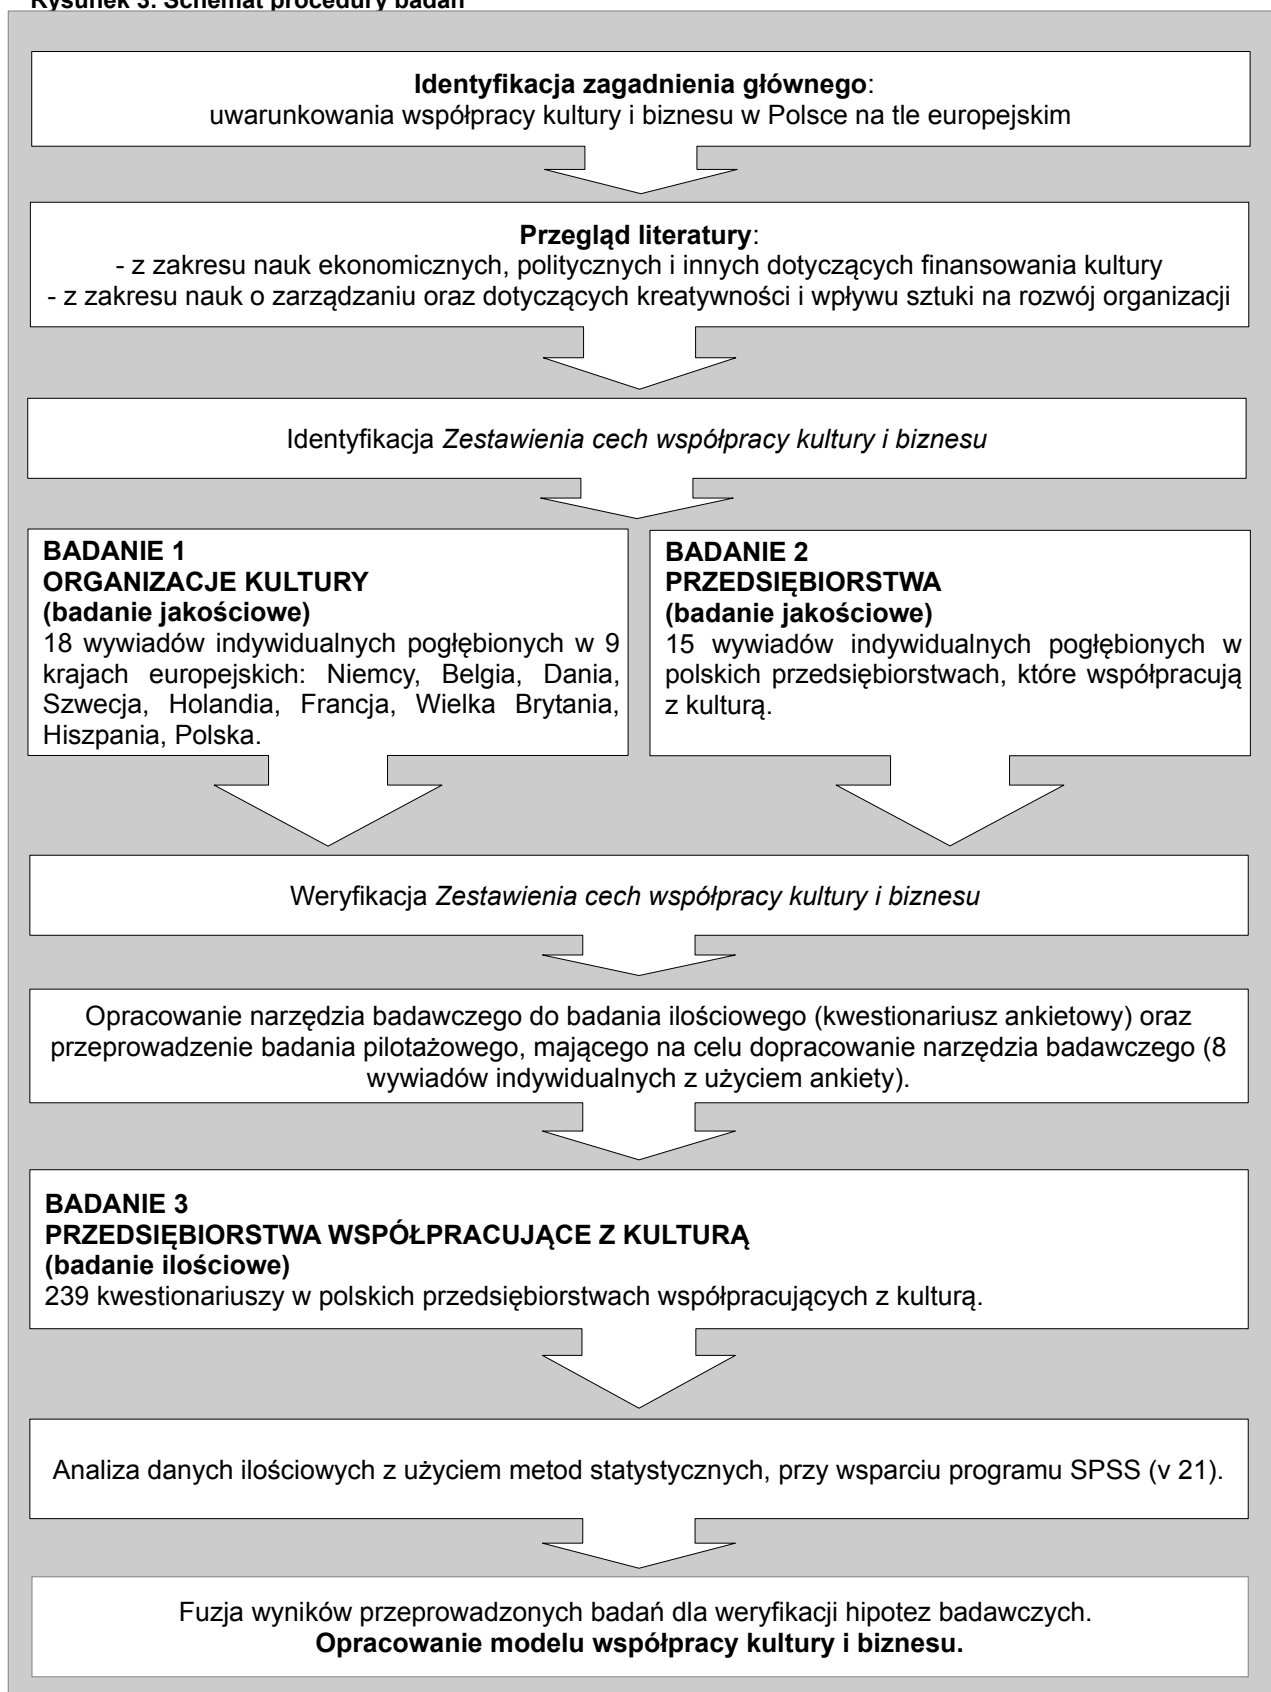 Rysunek 3. Schemat procedury badań
Identyfikacja zagadnienia głównego:
uwarunkowania współpracy kultury i biznesu w Polsce na tle europejskim
Przegląd literatury:
- z zakresu nauk ekonomicznych, politycznych i innych dotyczących finansowania kultury
- z zakresu nauk o zarządzaniu oraz dotyczących kreatywności i wpływu sztuki na rozwój organizacji
Identyfikacja Zestawienia cech współpracy kultury i biznesu
BADANIE 1
ORGANIZACJE KULTURY
(badanie jakościowe)
18 wywiadów indywidualnych pogłębionych w 9
krajach europejskich: Niemcy, Belgia, Dania,
Szwecja, Holandia, Francja, Wielka Brytania,
Hiszpania, Polska.
BADANIE 2
PRZEDSIĘBIORSTWA
(badanie jakościowe)
15 wywiadów indywidualnych pogłębionych w
polskich przedsiębiorstwach, które współpracują
z kulturą.
Weryfikacja Zestawienia cech współpracy kultury i biznesu
Opracowanie narzędzia badawczego do badania ilościowego (kwestionariusz ankietowy) oraz
przeprowadzenie badania pilotażowego, mającego na celu dopracowanie narzędzia badawczego (8
wywiadów indywidualnych z użyciem ankiety).
BADANIE 3
PRZEDSIĘBIORSTWA WSPÓŁPRACUJĄCE Z KULTURĄ
(badanie ilościowe)
239 kwestionariuszy w polskich przedsiębiorstwach współpracujących z kulturą.
Analiza danych ilościowych z użyciem metod statystycznych, przy wsparciu programu SPSS (v 21).
Fuzja wyników przeprowadzonych badań dla weryfikacji hipotez badawczych.
Opracowanie modelu współpracy kultury i biznesu.